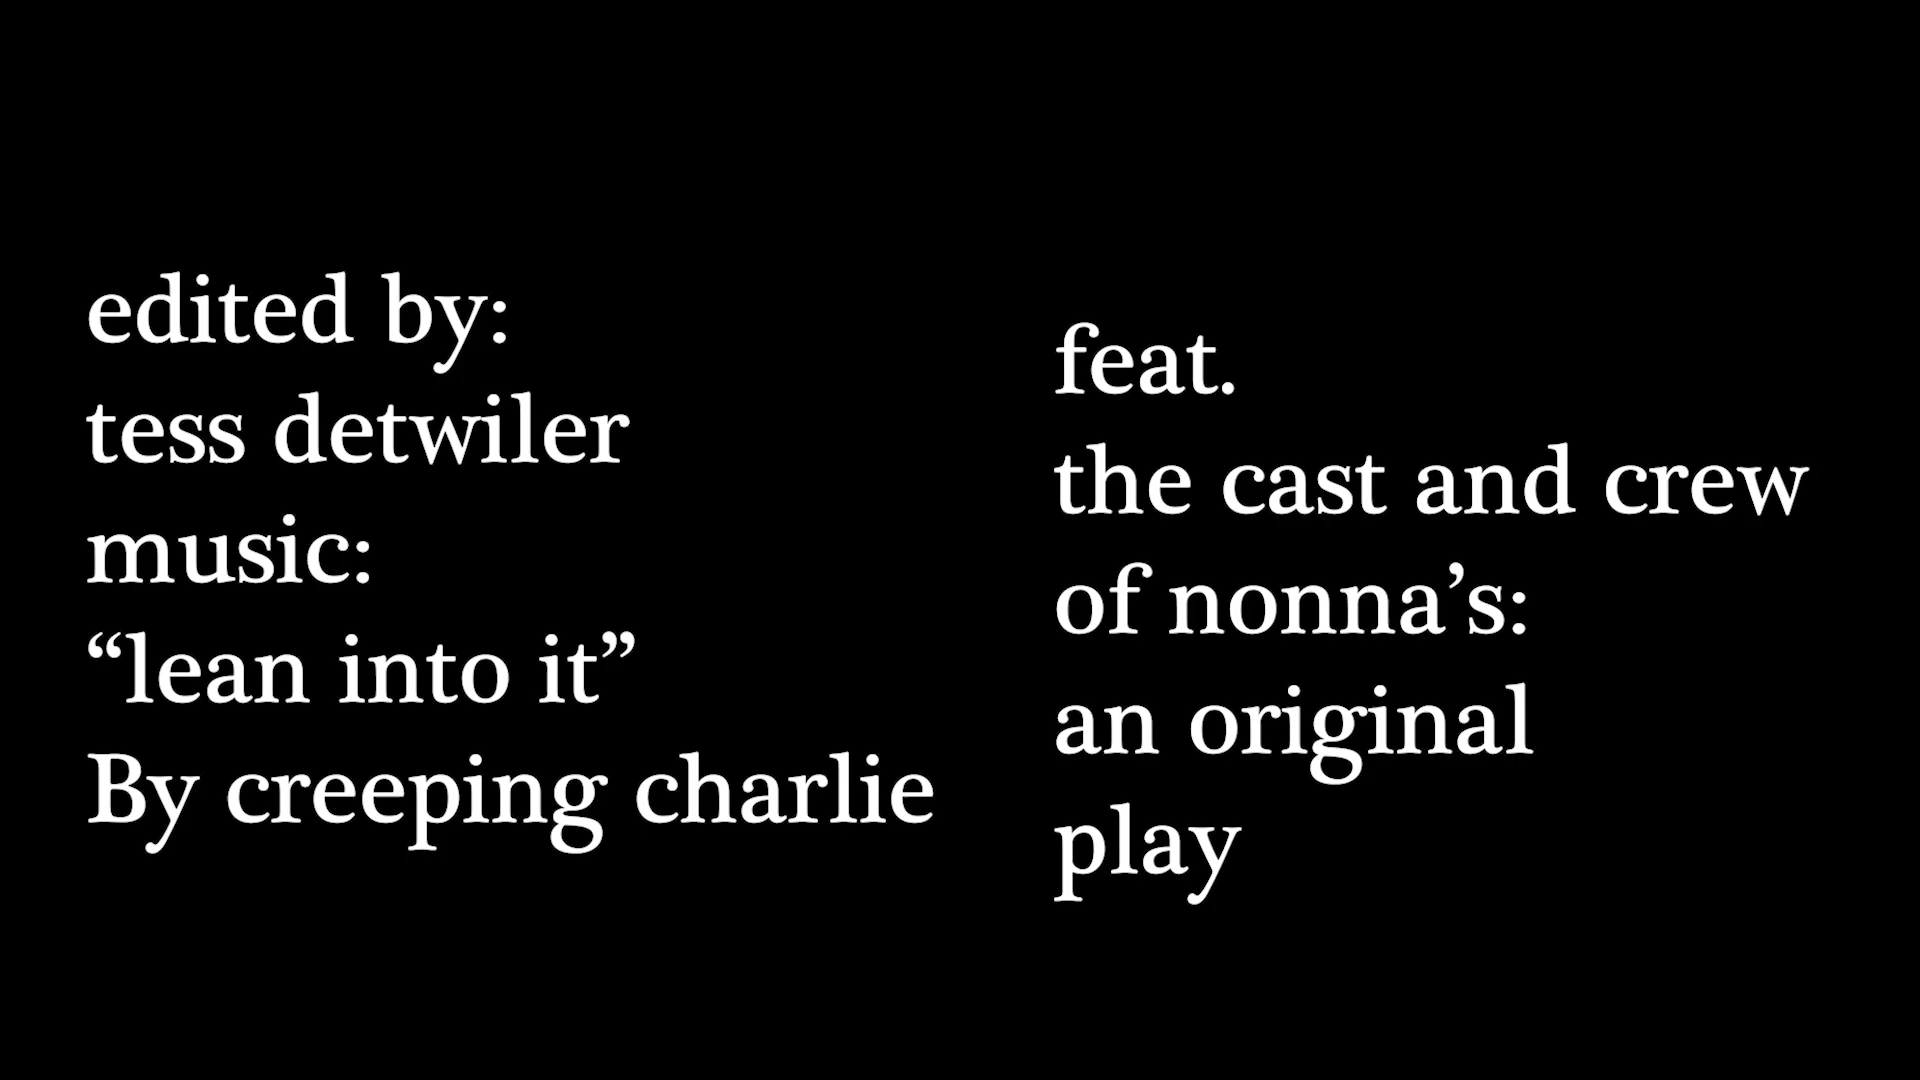 edited by:
tess detwiler
music:
“lean into it”
By creeping charlie
feat.
the cast and crew
of nonna’s:
an original
play